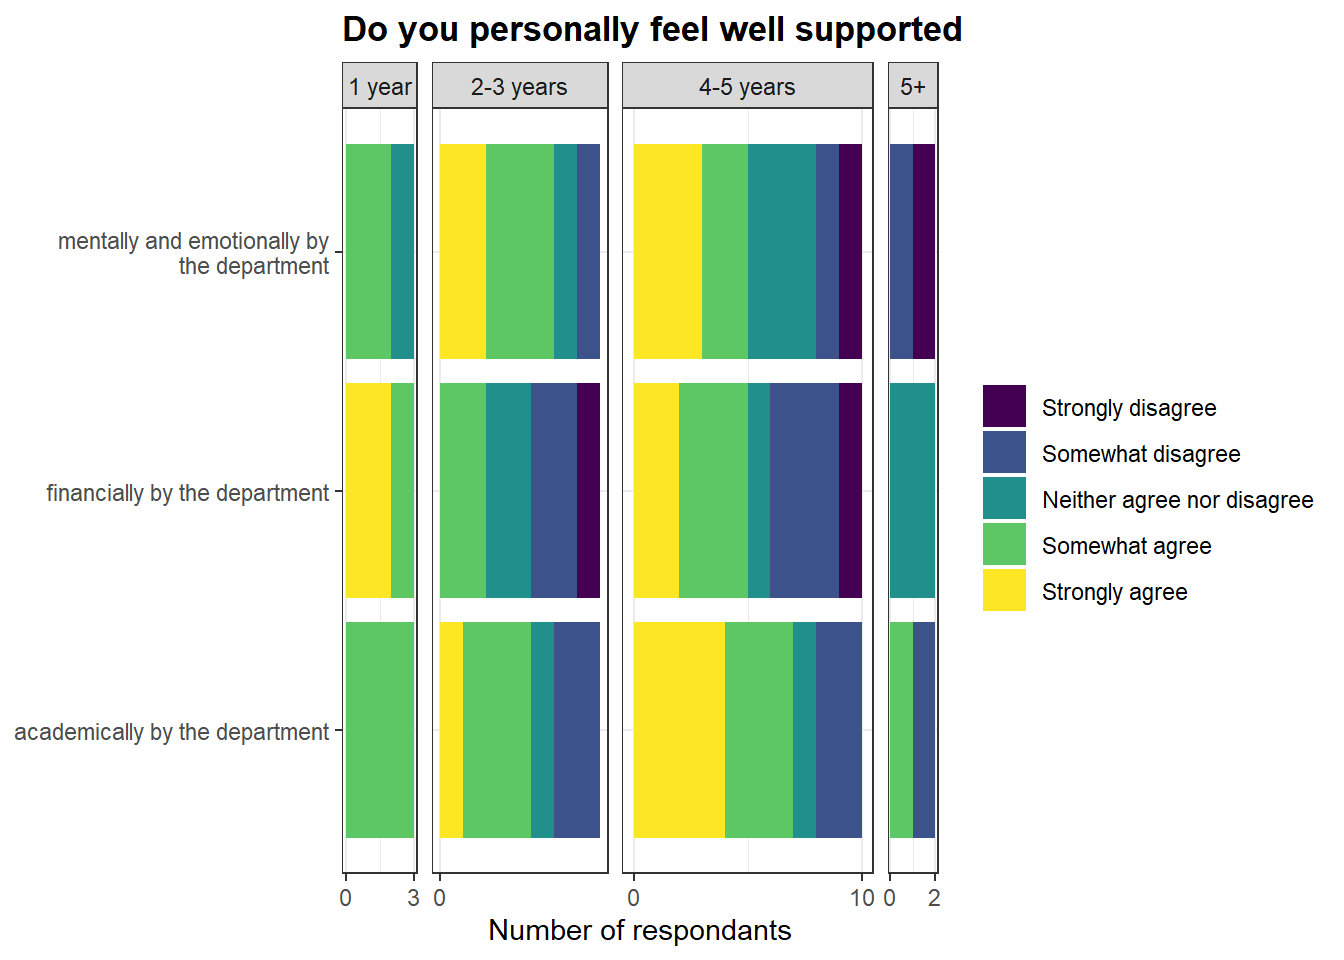 Do you personally feel well supported
1 year
2-3 years
4-5 years
5+
mentally and emotionally by
the department
financially by the department
academically by the department
0 3 0 0 10 0 2
Number of respondants
Strongly disagree
Somewhat disagree
Neither agree nor disagree
Somewhat agree
Strongly agree